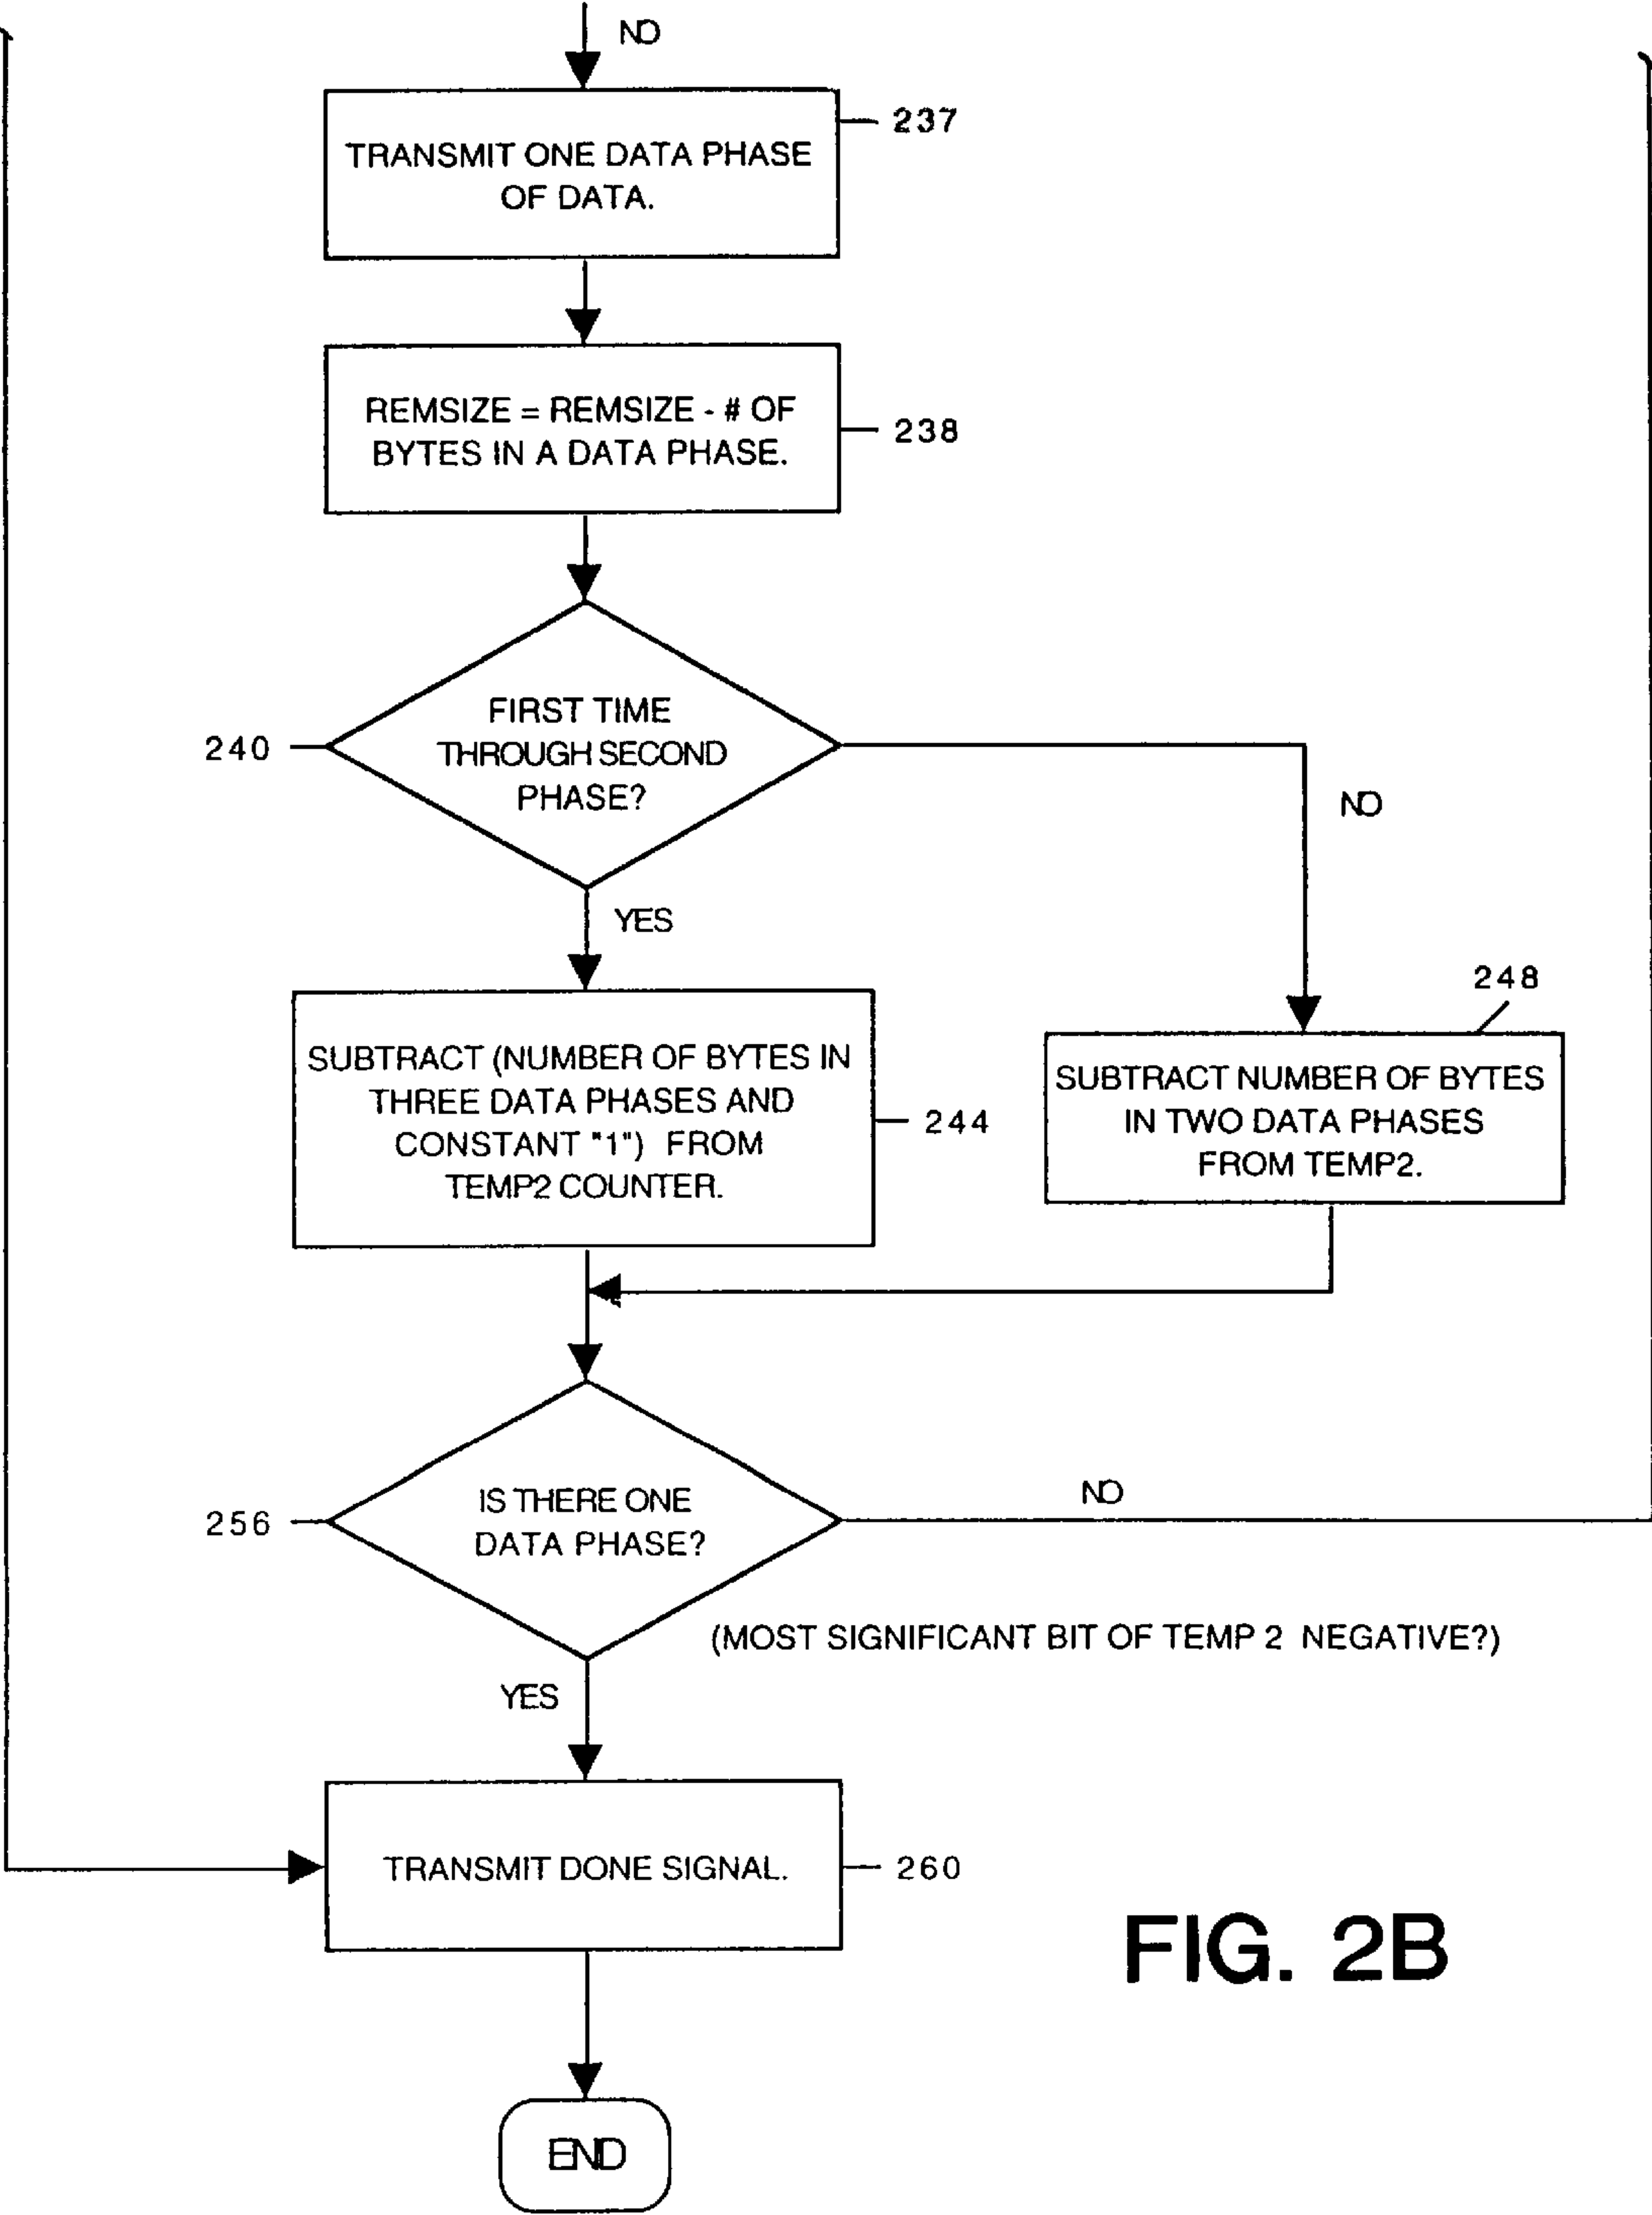 NO
237
TRANSMIT ONE DATA PHASE
OF DATA.
REMSIZE = REMSIZE - # OF
BYTES IN A DATA PHASE.
238
FIRST TIME
THROUGH SECOND
PHASE?
240
NO
YES
248
SUBTRACT (NUMBER OF BYTES IN
THREE DATA PHASES AND
CONSTANT "1") FROM
TEMP2 COUNTER.
244
SUBTRACT NUMBER OF BYTES
IN TWO DATA PHASES
FROM TEMP2.
IS THERE ONE
DATA PHASE?
256
NO
(MOST SIGNIFICANT BIT OF TEMP 2 NEGATIVE?)
YES
TRANSMIT DONE SIGNAL.
260
FIG. 2B
END